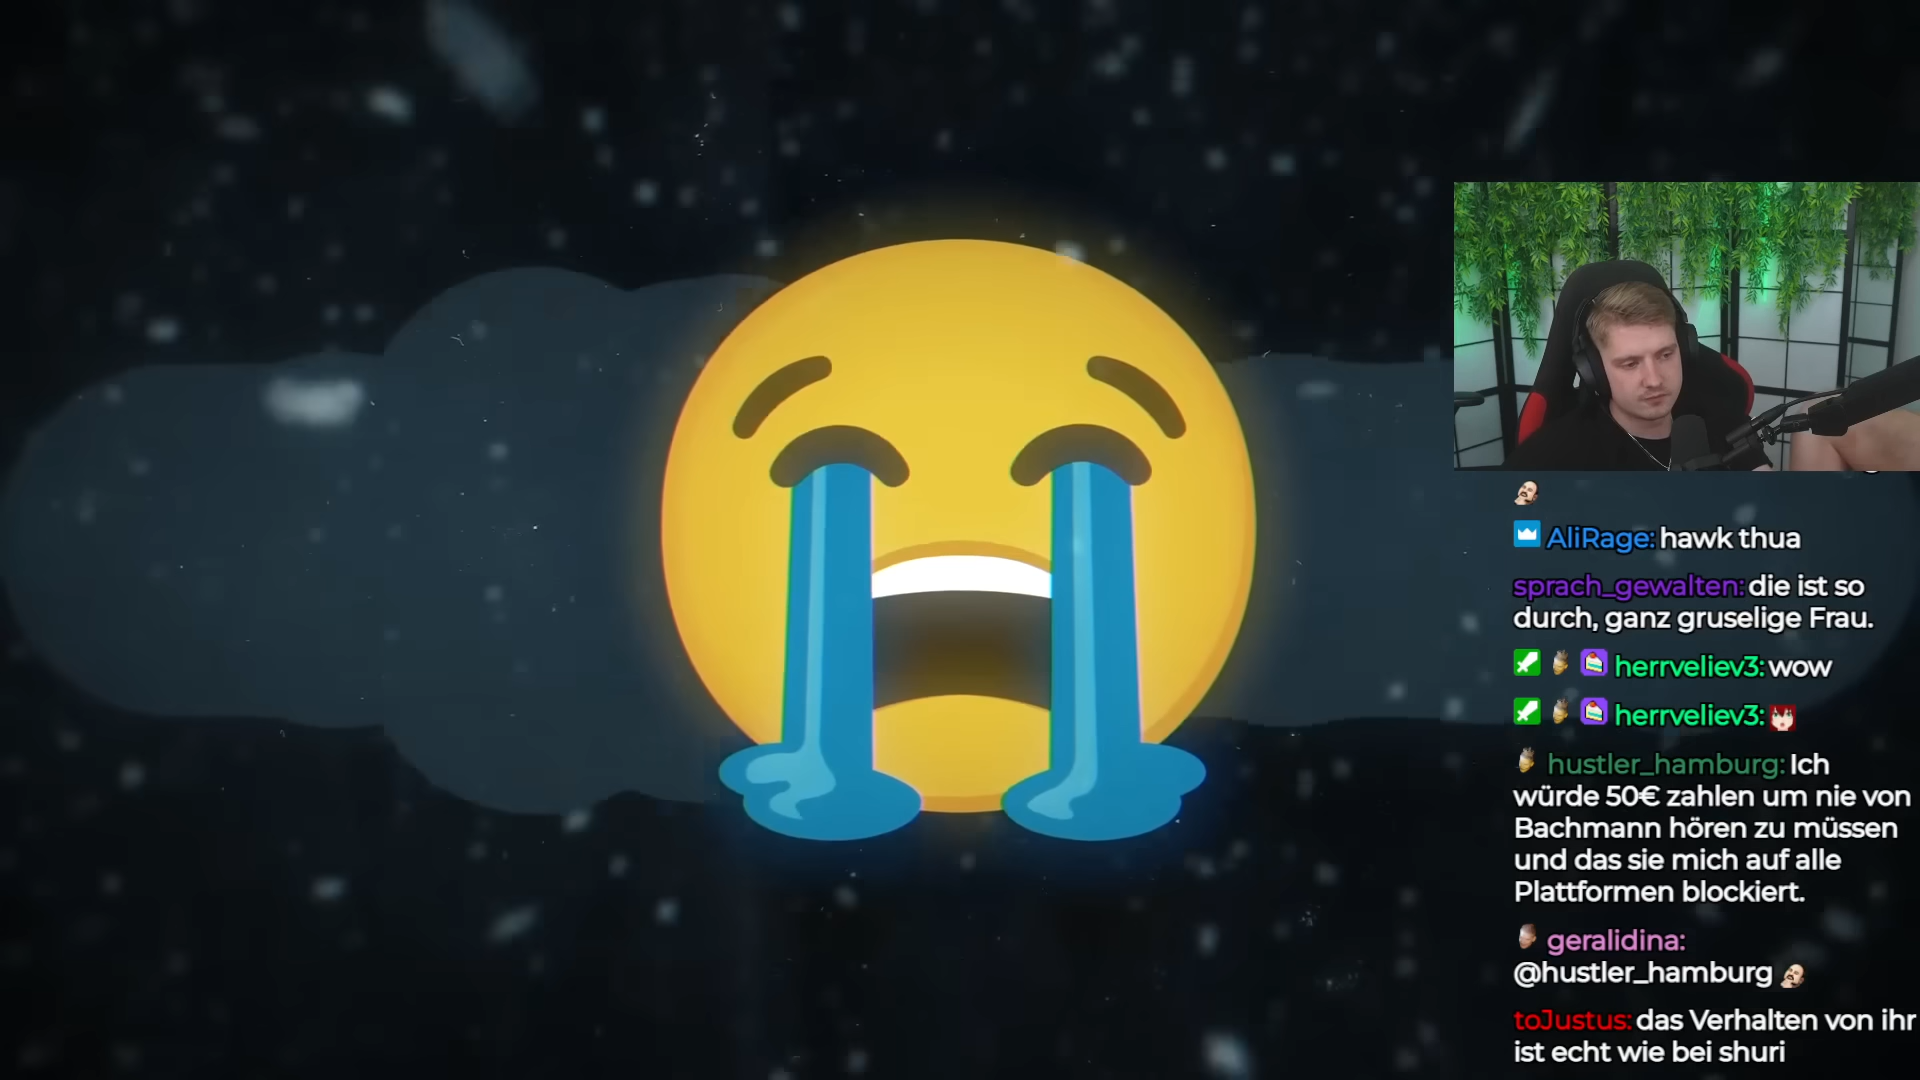 AliRage: hawk thua
sprach_gewalten: die ist so
durch, ganz gruselige Frau.
herrveliev3: wow
herrveliev3:
hustler_hamburg: Ich
würde 50€ zahlen um nie von
Bachmann hören zu müssen
und das sie mich auf alle
Plattformen blockiert.
geralidina:
@hustler_hamburg
toJustus: das Verhalten von ihr
ist echt wie bei shuri